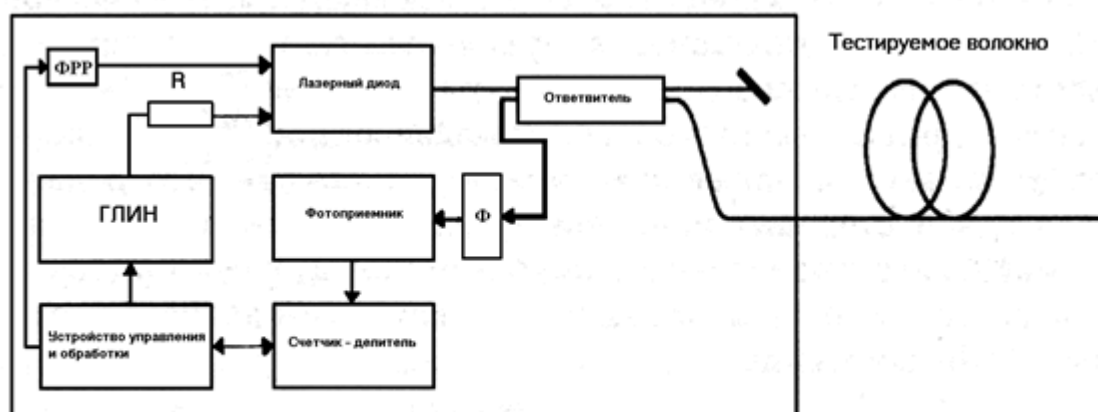 Тестируемое волокно
ФРР
R
Лазерный диод
Ответвитель
ГЛИН
Фотоприемник
Ф
Устройство управления
и обработки
Счетчик - делитель